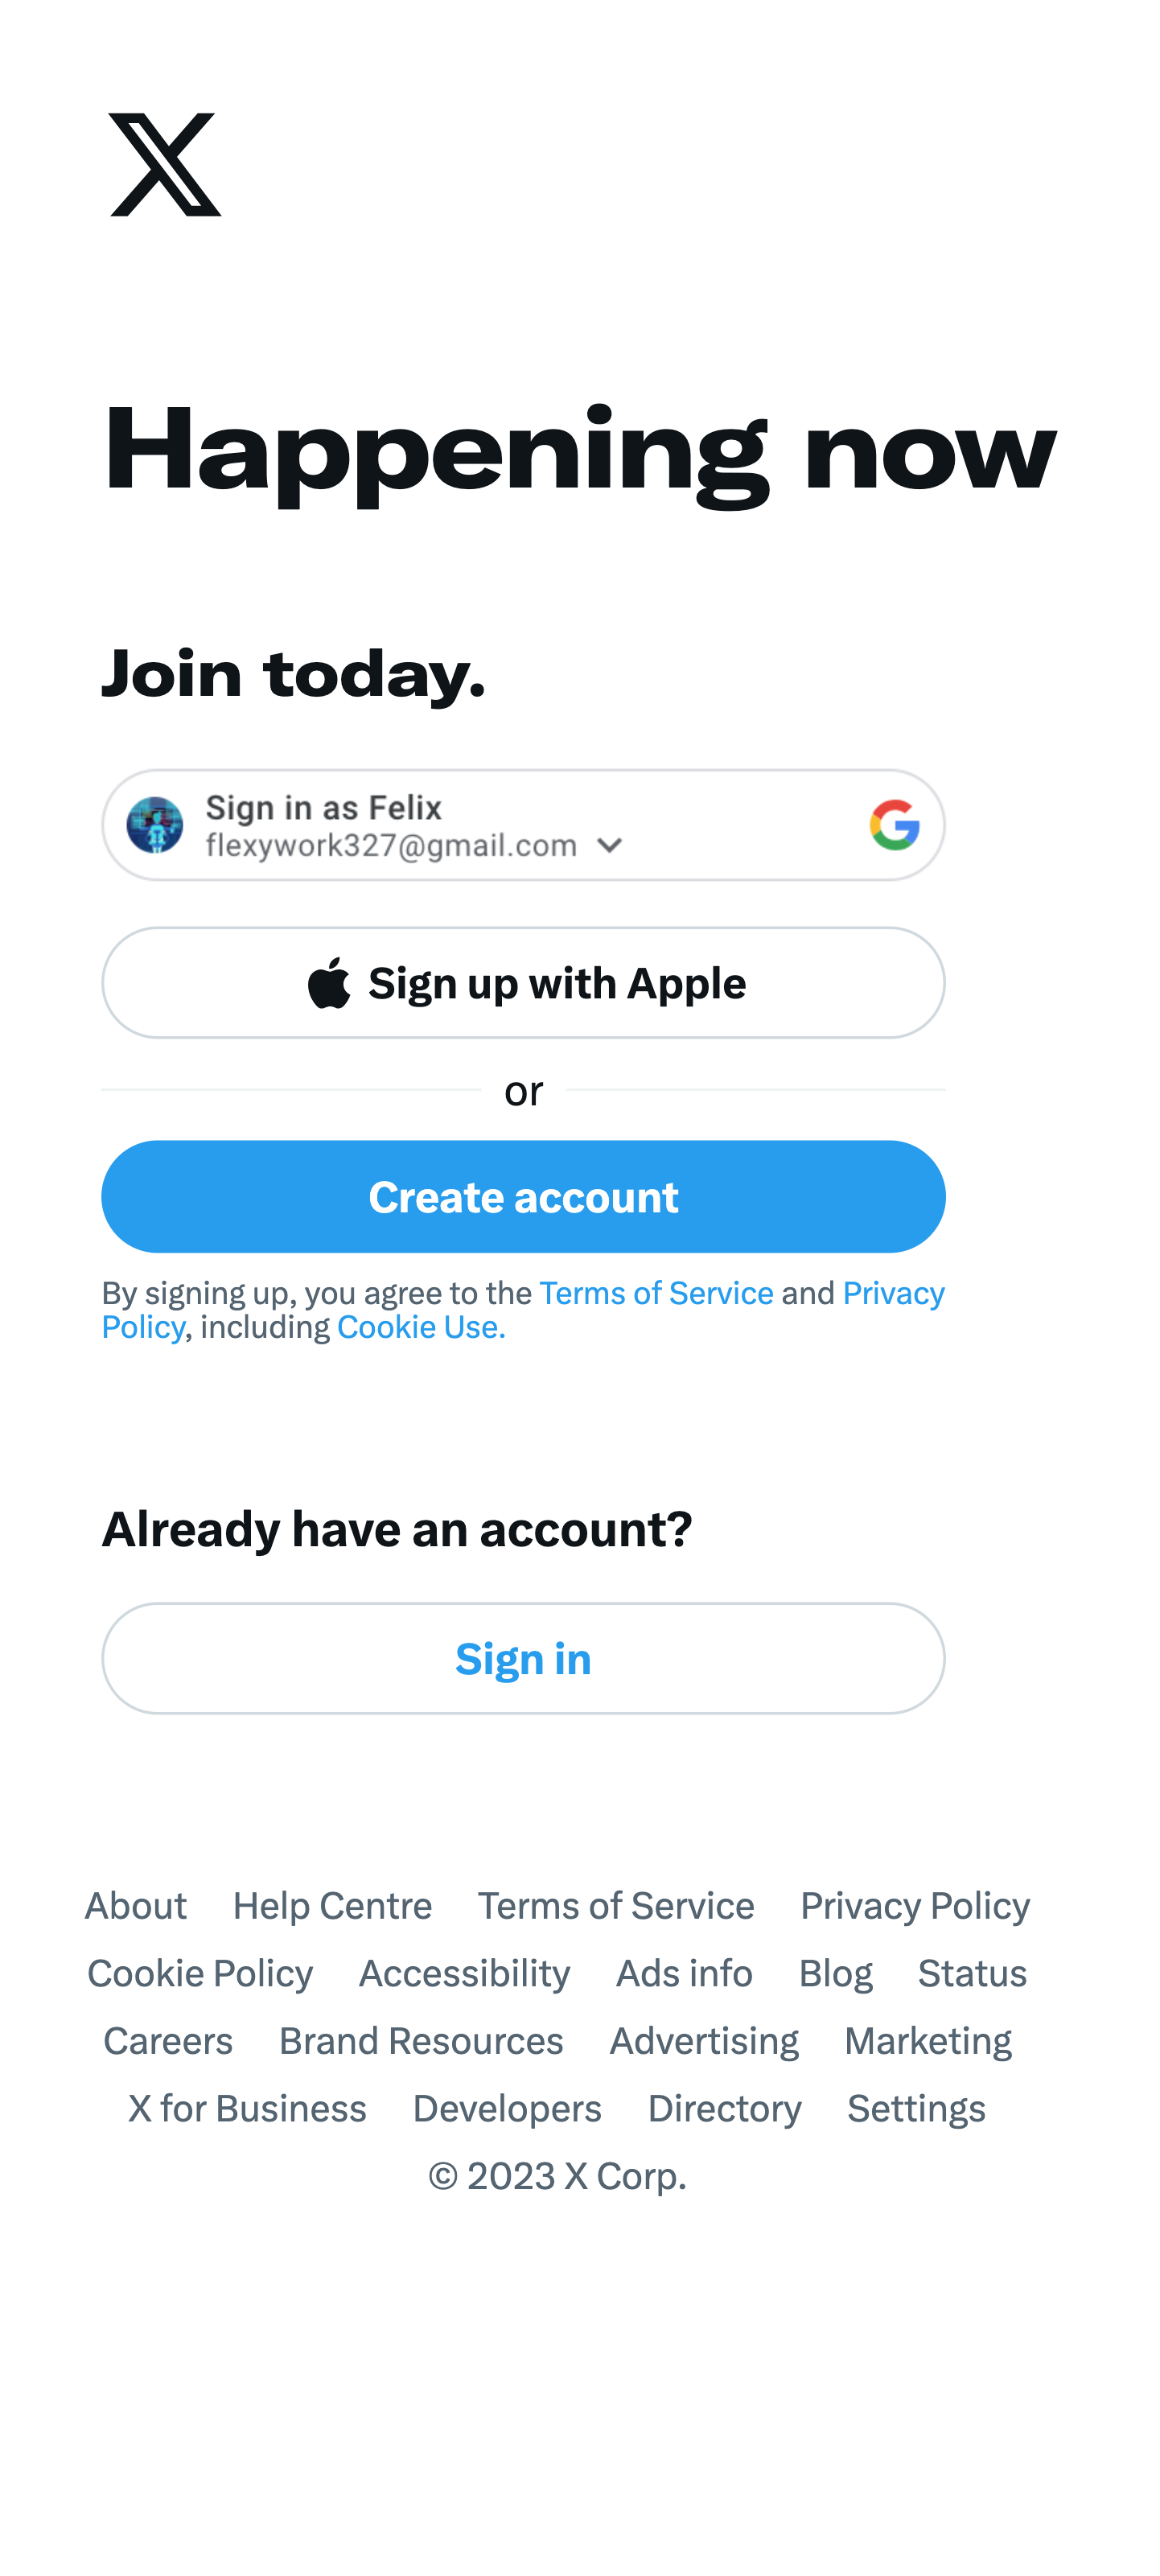 X
Happening now
Join today.
Sign in as Felix
flexywork327@gmail.com
Sign up with Apple
or
Create account
By signing up, you agree to the Terms of Service and Privacy
Policy, including Cookie Use.
Already have an account?
Sign in
About Help Centre Terms of Service Privacy Policy
Cookie Policy Accessibility Ads info Blog Status
Careers Brand Resources Advertising Marketing
X for Business Developers Directory Settings
© 2023 X Corp.